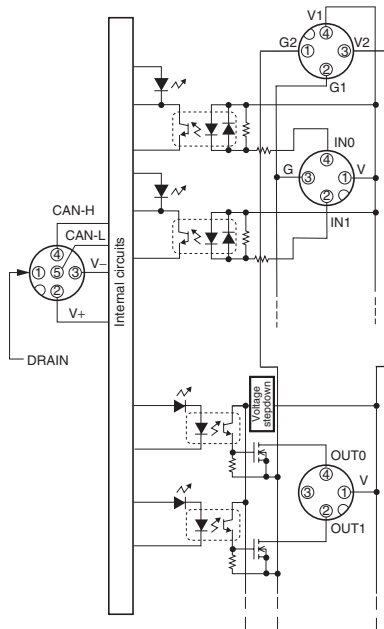 V1
④
G2 ① ③ V2
②
G1
IN0
④
G ③ ① V
②
IN1
CAN-H
CAN-L
④
① ⑤ ③ V−
②
V+
DRAIN
Internal circuits
Voltage
stepdown
OUT0
④
③ ① V
②
OUT1